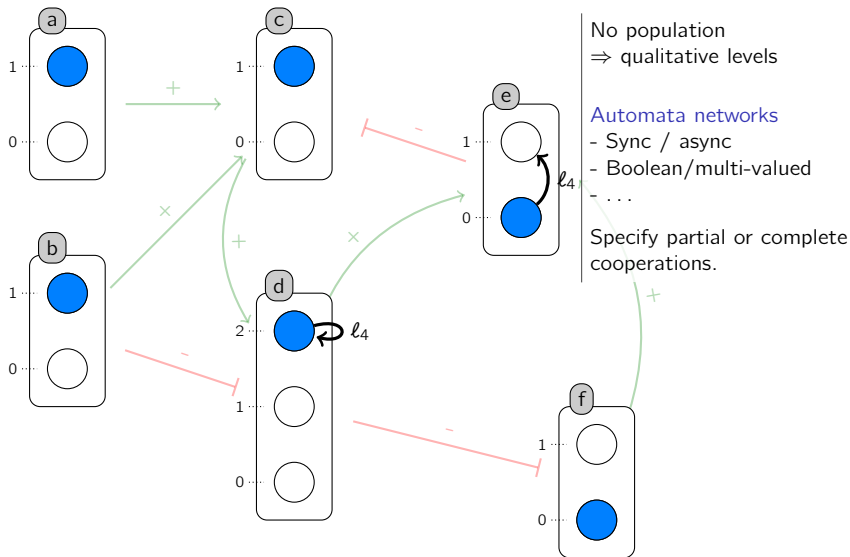 a
1
0
+
c
1
0
e
1
0
ℓ4
-
b
1
0
×
+
×
-
d
2
1
0
ℓ4
-
+
f
1
0
No population
⇒ qualitative levels
Automata networks
- Sync / async
- Boolean/multi-valued
- . . .
Specify partial or complete
cooperations.